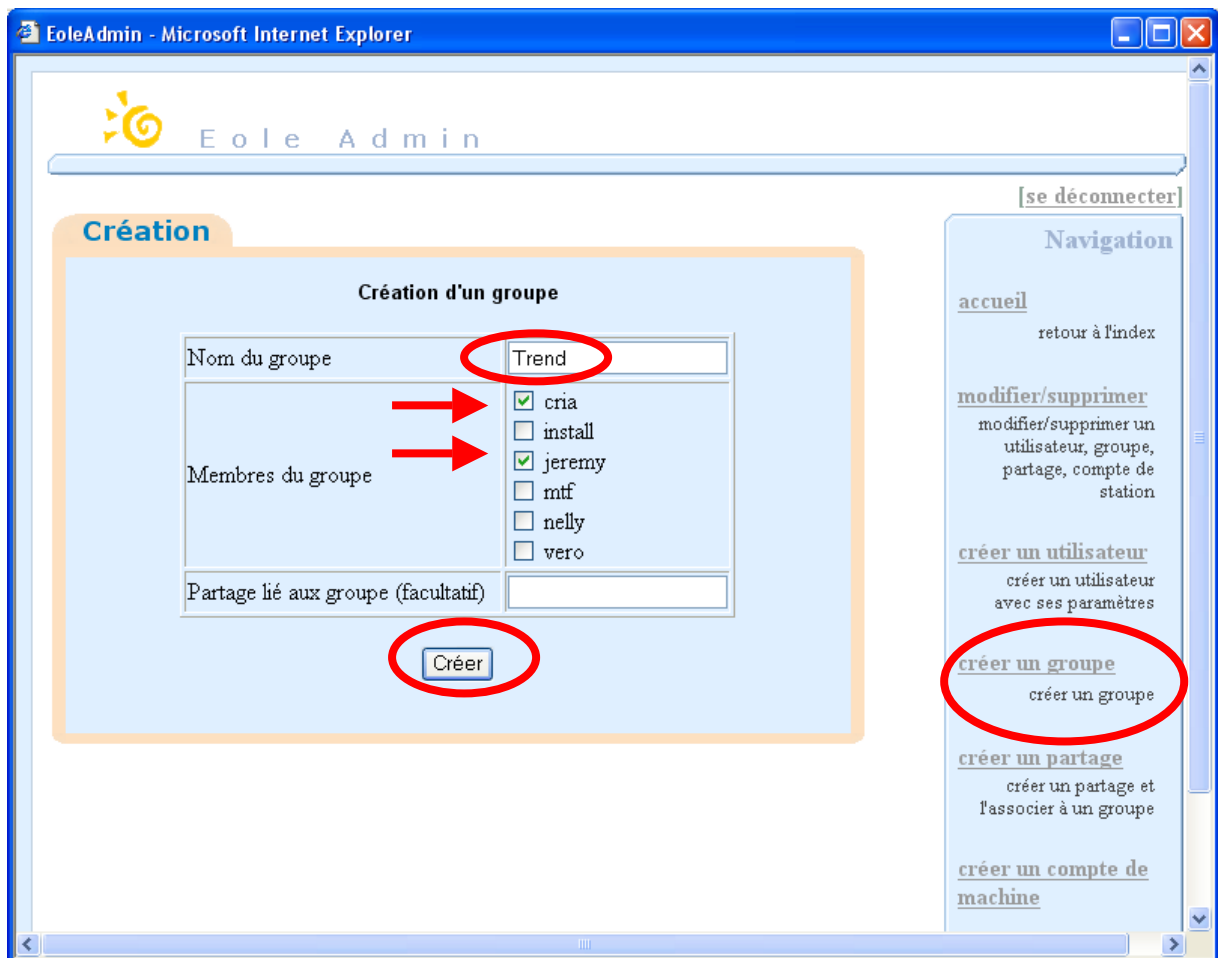 EoleAdmin - Microsoft Internet Explorer
Eole Admin
[se déconnecter]
Création
Création d'un groupe
Nom du groupe
Trend
Membres du groupe
cria
install
jeremy
mtf
nelly
vero
Partage lié aux groupe (facultatif)
Créer
Navigation
accueil
retour à l'index
modifier/supprimer
modifier/supprimer un
utilisateur, groupe,
partage, compte de
station
créer un utilisateur
créer un utilisateur
avec ses paramètres
créer un groupe
créer un groupe
créer un partage
créer un partage et
l'associer à un groupe
créer un compte de
machine